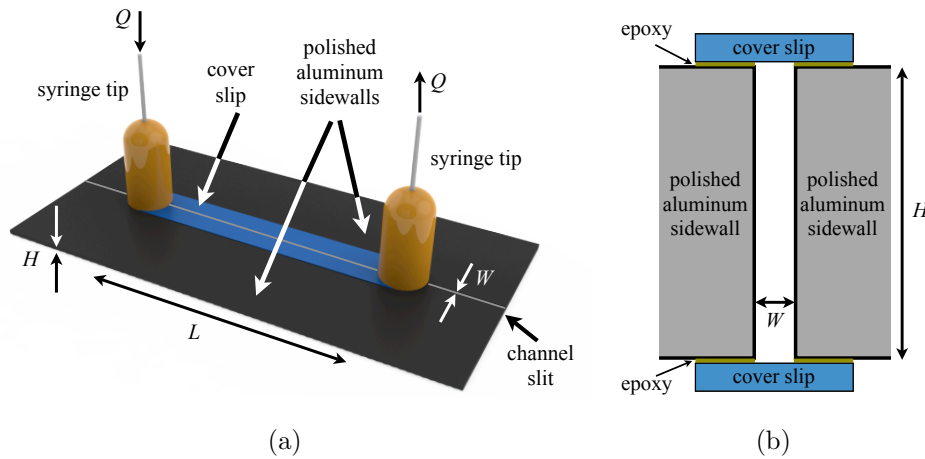 Q
syringe tip
cover
slip
polished
aluminum
sidewalls
Q
syringe tip
H
L
W
channel
slit
(a)
epoxy
cover slip
polished
aluminum
sidewall
polished
aluminum
sidewall
H
W
epoxy
cover slip
(b)